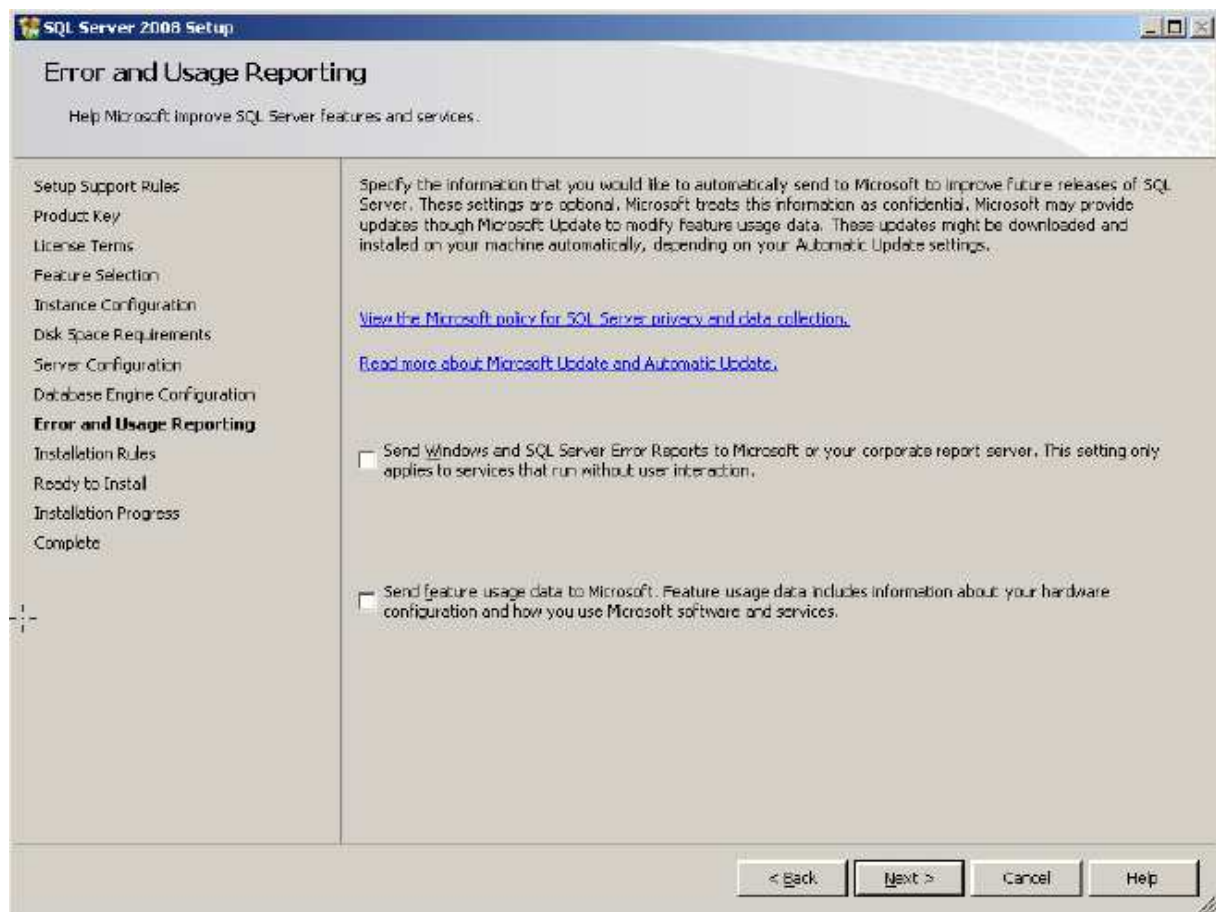 SQL Server 2008 Setup
Error and Usage Reporting
Help Microsoft improve SQL Server features and services.
Setup Support Rules
Product Key
License Terms
Feature Selection
Instance Configuration
Disk Space Requirements
Server Configuration
Database Engine Configuration
Error and Usage Reporting
Installation Rules
Ready to Install
Installation Progress
Complete
Specify the information that you would like to automatically send to Microsoft to improve future releases of SQL
Server. These settings are optional. Microsoft treats this information as confidential. Microsoft may provide
updates though Microsoft Update to modify feature usage data. These updates might be downloaded and
installed on your machine automatically, depending on your Automatic Update settings.
View the Microsoft policy for SQL Server privacy and data collection.
Read more about Microsoft Update and Automatic Update.
Send Windows and SQL Server Error Reports to Microsoft or your corporate report server. This setting only
applies to services that run without user interaction.
Send feature usage data to Microsoft. Feature usage data includes information about your hardware
configuration and how you use Microsoft software and services.
< Back
Next >
Cancel
Help